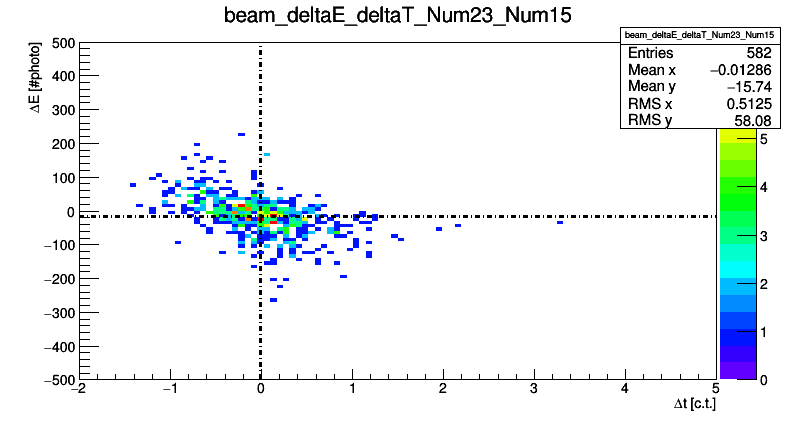 beam_deltaE_deltaT_Num23_Num15
beam_deltaE_deltaT_Num23_Num15
Entries 582
Mean x −0.01286
Mean y −15.74
RMS x 0.5125
RMS y 58.08
ΔE [#photo]
500
400
300
200
100
0
−100
−200
−300
−400
−500
−2 −1 0 1 2 3 4 5
Δt [c.t.]
5
4
3
2
1
0